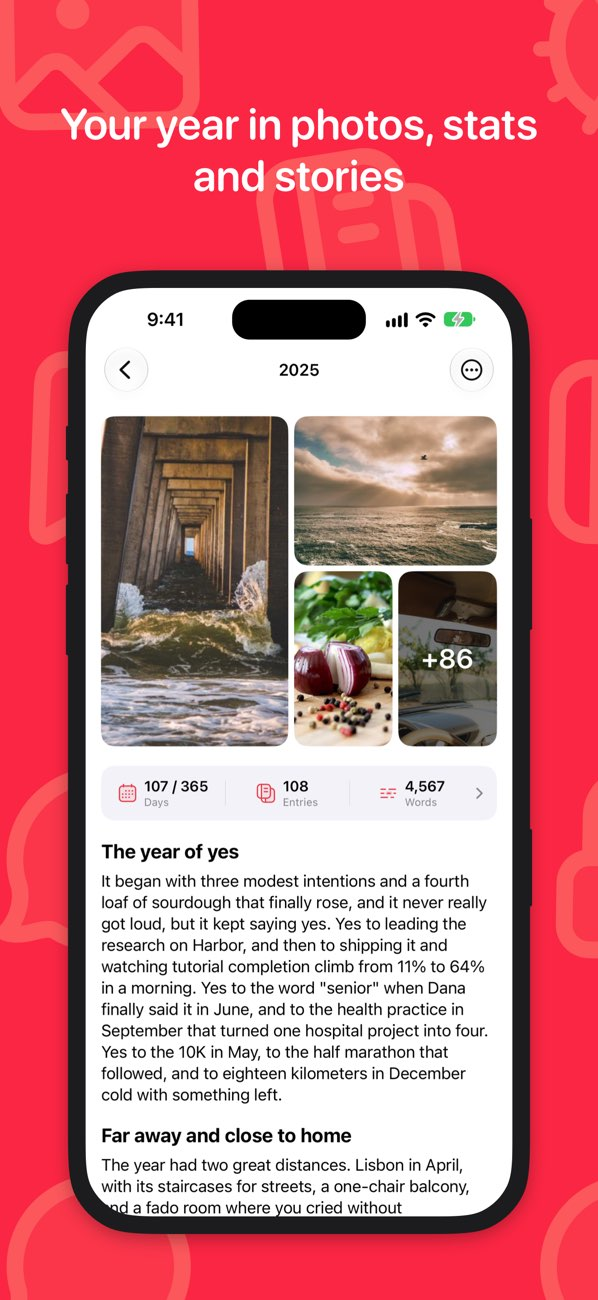 Your year in photos, stats
and stories
9:41
2025
+86
107 / 365
Days
108
Entries
4,567
Words
The year of yes
It began with three modest intentions and a fourth
loaf of sourdough that finally rose, and it never really
got loud, but it kept saying yes. Yes to leading the
research on Harbor, and then to shipping it and
watching tutorial completion climb from 11% to 64%
in a morning. Yes to the word "senior" when Dana
finally said it in June, and to the health practice in
September that turned one hospital project into four.
Yes to the 10K in May, to the half marathon that
followed, and to eighteen kilometers in December
cold with something left.
Far away and close to home
The year had two great distances. Lisbon in April,
with its staircases for streets, a one-chair balcony,
and a fado room where you cried without